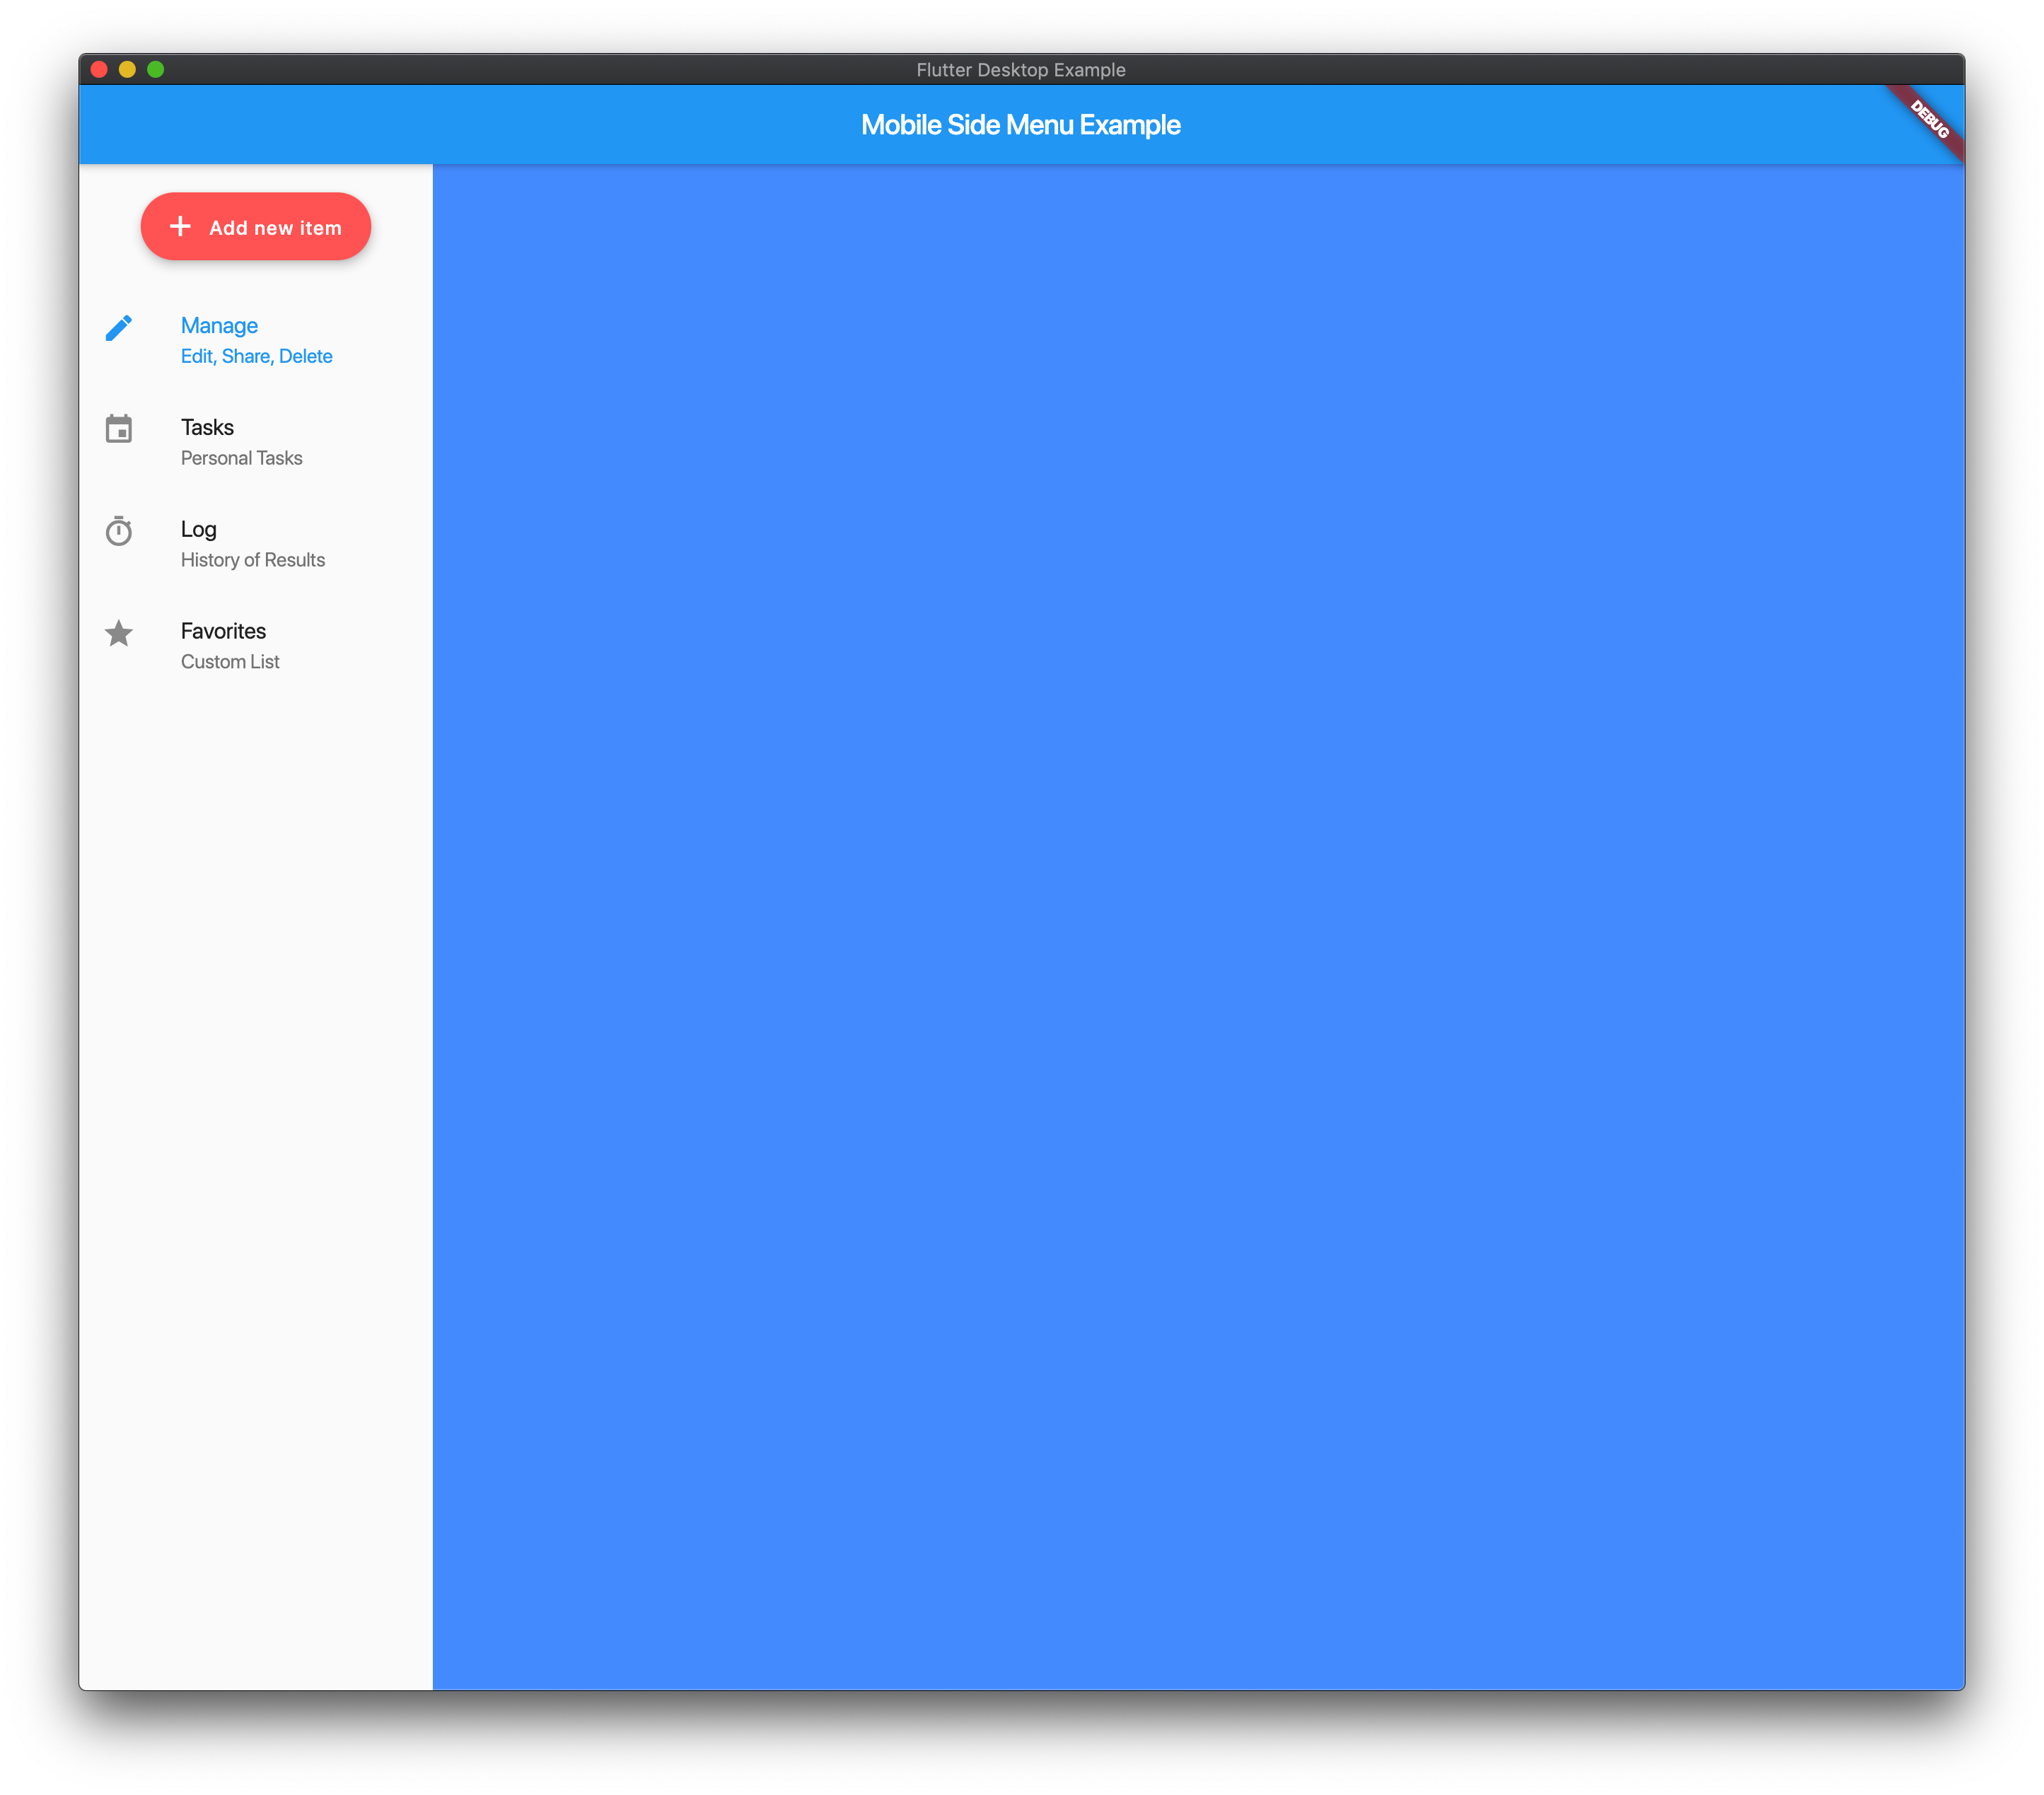 Flutter Desktop Example
Mobile Side Menu Example
DEBUG
Add new item
Manage
Edit, Share, Delete
Tasks
Personal Tasks
Log
History of Results
Favorites
Custom List